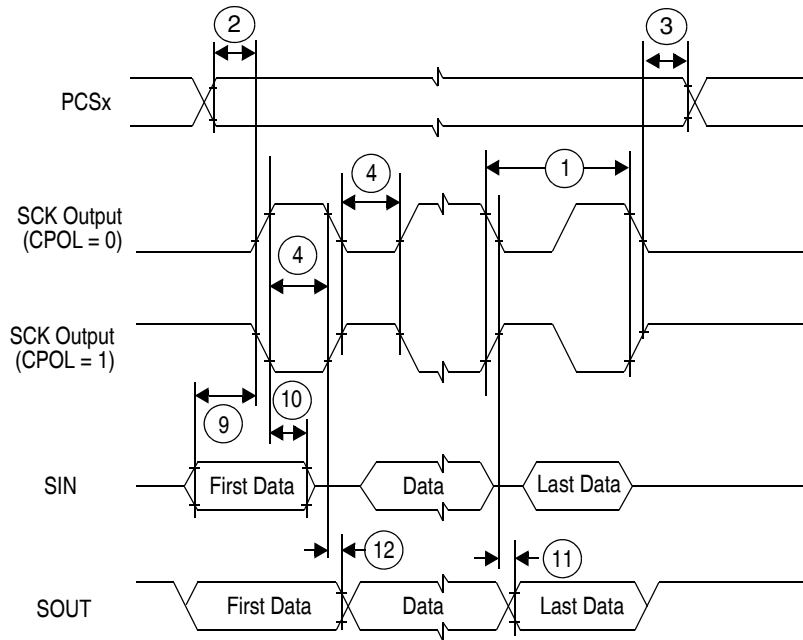 2
3
PCSx
4
1
SCK Output
(CPOL = 0)
4
SCK Output
(CPOL = 1)
9
10
SIN
First Data
Data
Last Data
12
11
SOUT
First Data
Data
Last Data